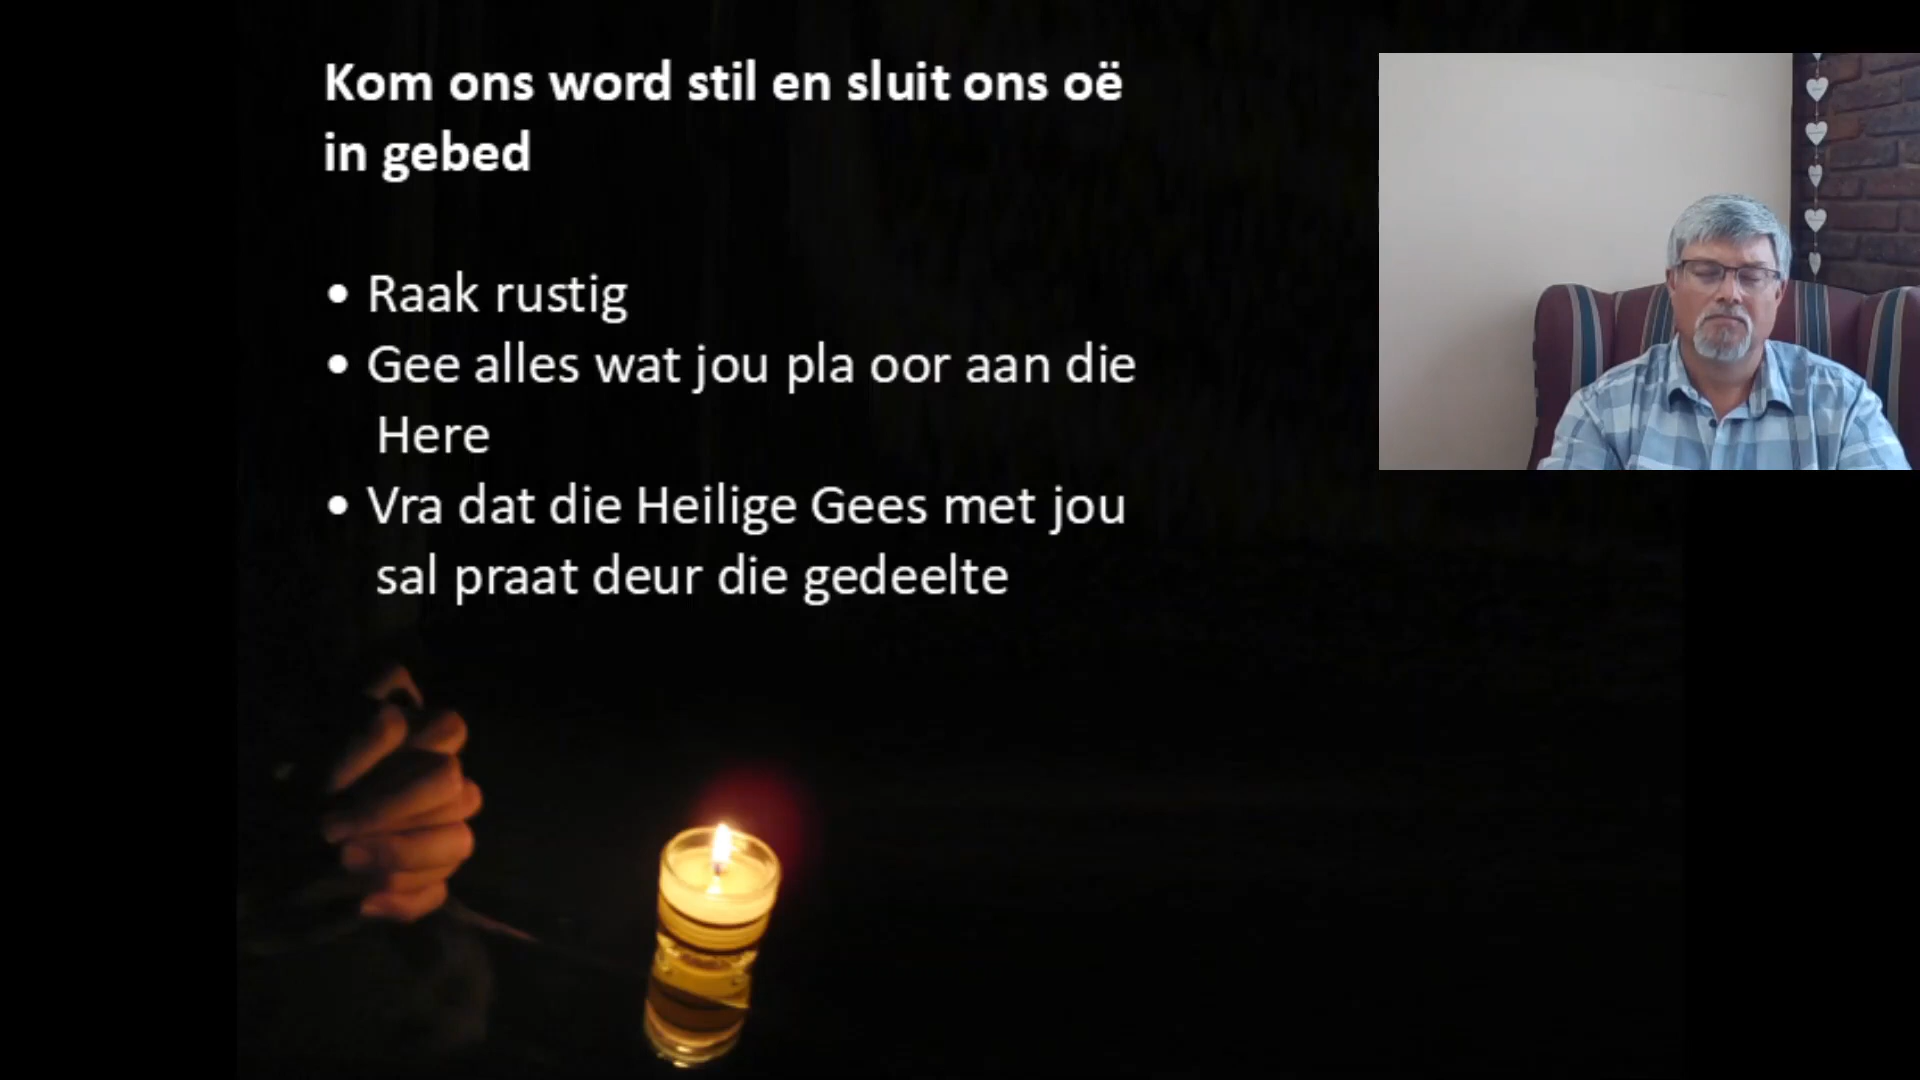 Kom ons word stil en sluit ons oë
in gebed
• Raak rustig
• Gee alles wat jou pla oor aan die
Here
• Vra dat die Heilige Gees met jou
sal praat deur die gedeelte